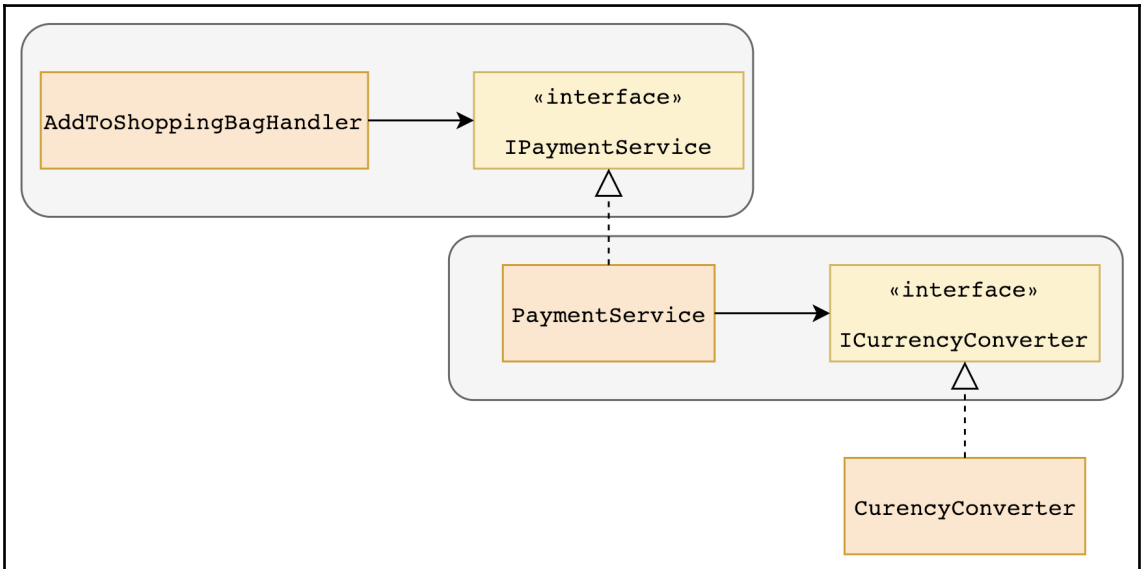 «interface»
AddToShoppingBagHandler
IPaymentService
«interface»
PaymentService
ICurrencyConverter
CurencyConverter